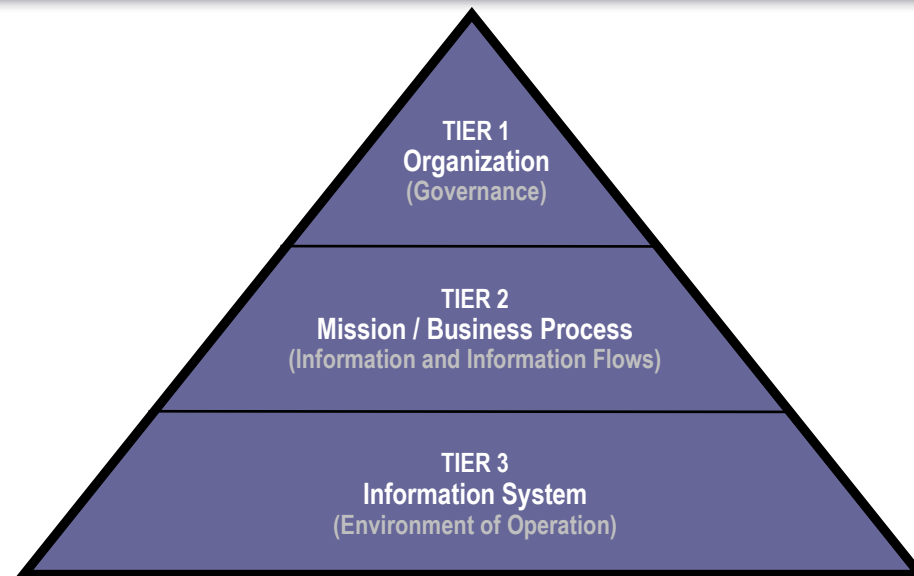 TIER 1
Organization
(Governance)
TIER 2
Mission / Business Process
(Information and Information Flows)
TIER 3
Information System
(Environment of Operation)